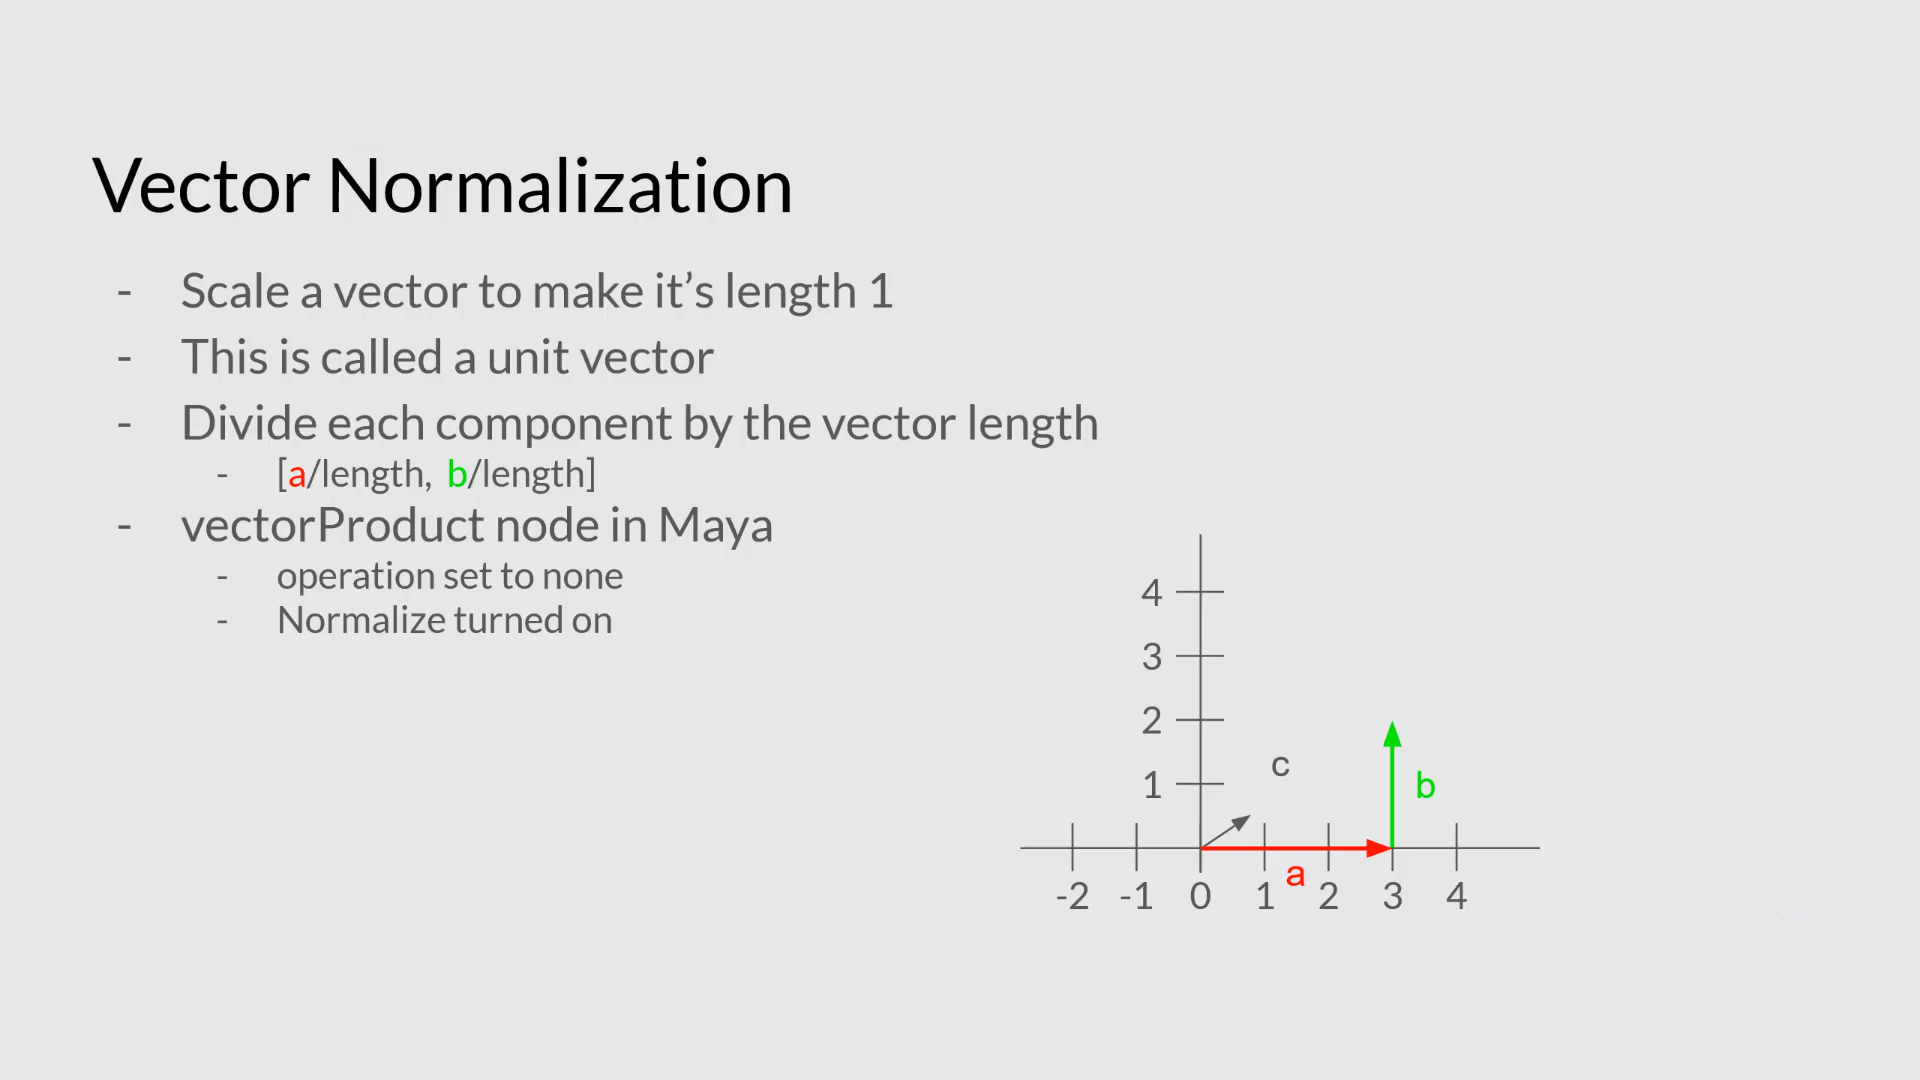 Vector Normalization
- Scale a vector to make it’s length 1
- This is called a unit vector
- Divide each component by the vector length
- [a/length, b/length]
- vectorProduct node in Maya
- operation set to none
- Normalize turned on
4
3
2
c
1
b
a
-2 -1 0 1 2 3 4